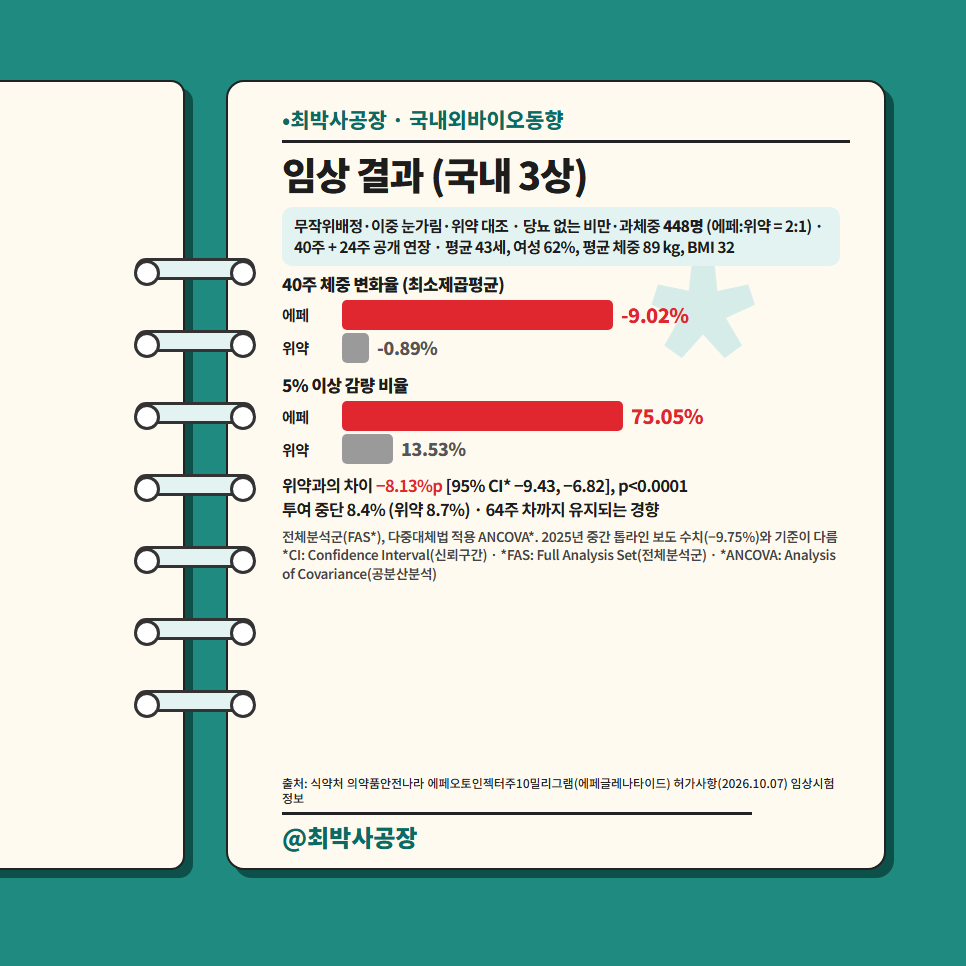 •최박사공장 · 국내외바이오동향
임상 결과 (국내 3상)
무작위배정·이중 눈가림·위약 대조 · 당뇨 없는 비만·과체중 448명 (에페:위약 = 2:1) ·
40주 + 24주 공개 연장 · 평균 43세, 여성 62%, 평균 체중 89 kg, BMI 32
40주 체중 변화율 (최소제곱평균)
에페 -9.02%
위약 -0.89%
5% 이상 감량 비율
에페 75.05%
위약 13.53%
위약과의 차이 −8.13%p [95% CI* −9.43, −6.82], p<0.0001
투여 중단 8.4% (위약 8.7%) · 64주 차까지 유지되는 경향
전체분석군(FAS*), 다중대체법 적용 ANCOVA*. 2025년 중간 톱라인 보도 수치(−9.75%)와 기준이 다름
*CI: Confidence Interval(신뢰구간) · *FAS: Full Analysis Set(전체분석군) · *ANCOVA: Analysis
of Covariance(공분산분석)
출처: 식약처 의약품안전나라 에페오토인젝터주10밀리그램(에페글레나타이드) 허가사항(2026.10.07) 임상시험
정보
@최박사공장